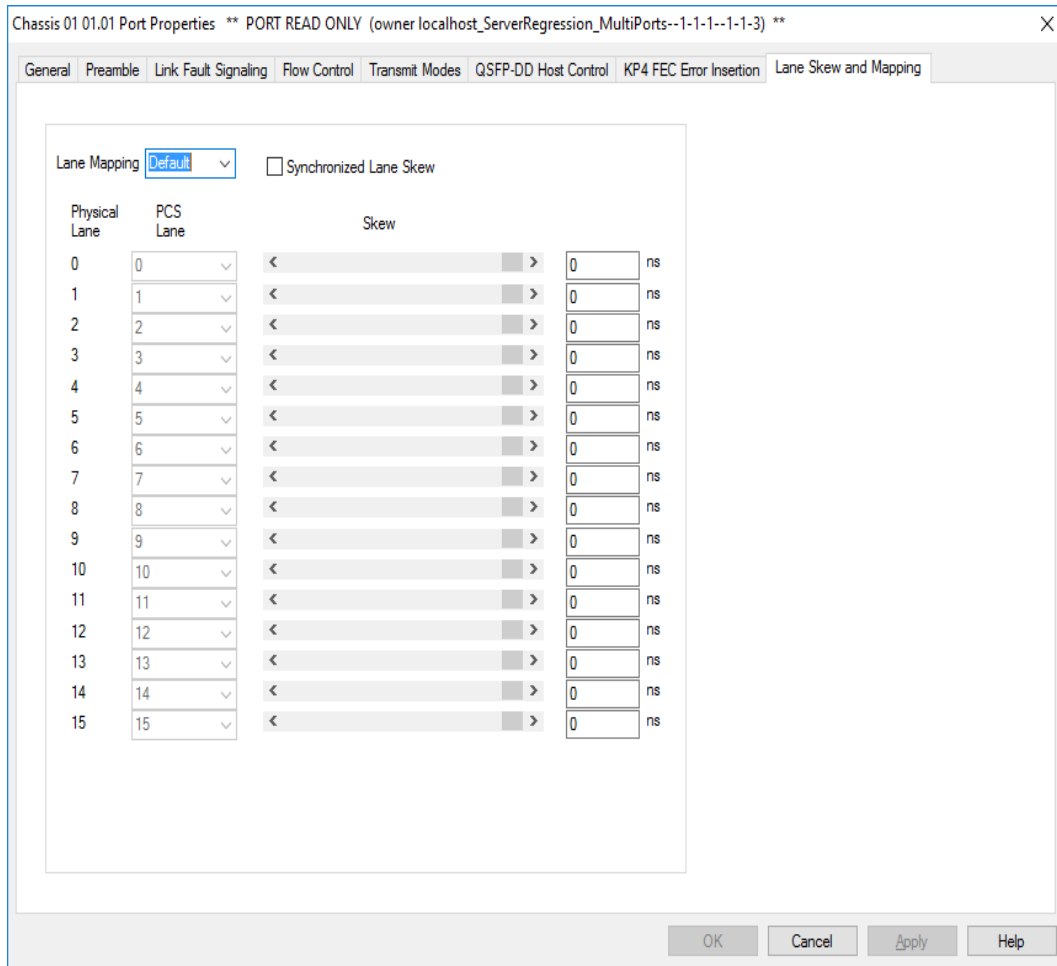 Chassis 01 01.01 Port Properties ** PORT READ ONLY (owner localhost_ServerRegression_MultiPorts--1-1-1--1-1-3) **
General Preamble Link Fault Signaling Flow Control Transmit Modes QSFP-DD Host Control KP4 FEC Error Insertion Lane Skew and Mapping
Lane Mapping Default Synchronized Lane Skew
Physical Lane PCS Lane Skew
0 0 0 ns
1 1 0 ns
2 2 0 ns
3 3 0 ns
4 4 0 ns
5 5 0 ns
6 6 0 ns
7 7 0 ns
8 8 0 ns
9 9 0 ns
10 10 0 ns
11 11 0 ns
12 12 0 ns
13 13 0 ns
14 14 0 ns
15 15 0 ns
OK Cancel Apply Help